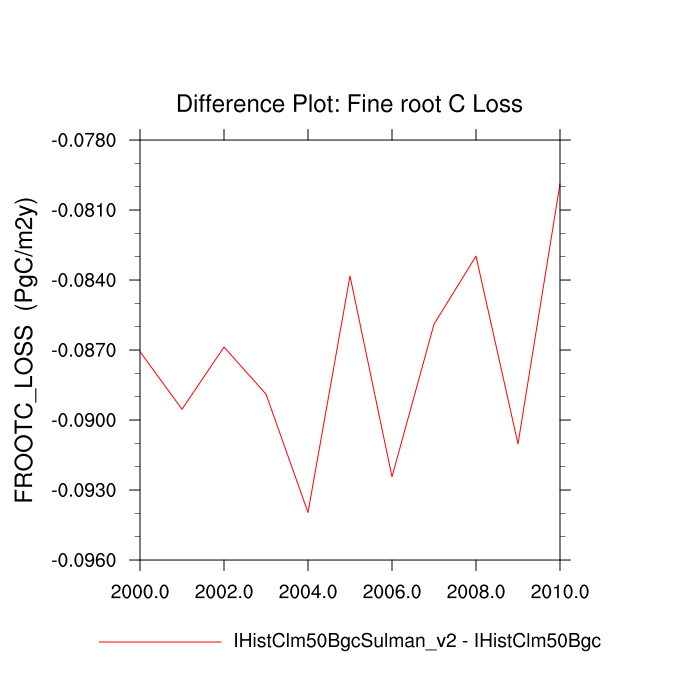 Difference Plot: Fine root C Loss
FROOTC_LOSS (PgC/m2y)
-0.0780
-0.0810
-0.0840
-0.0870
-0.0900
-0.0930
-0.0960
2000.0 2002.0 2004.0 2006.0 2008.0 2010.0
IHistClm50BgcSulman_v2 - IHistClm50Bgc